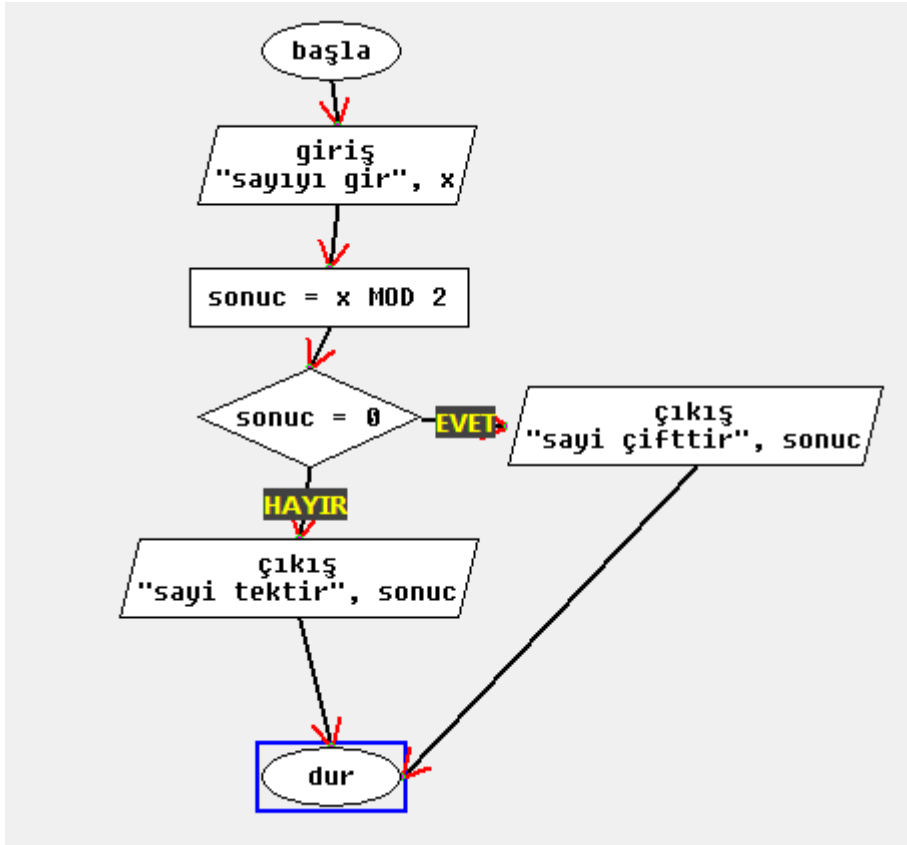 başla
giriş
"sayıyı gir", x
sonuc = x MOD 2
sonuc = 0
EVET
çıkış
"sayi çifttir", sonuc
HAYIR
çıkış
"sayi tektir", sonuc
dur